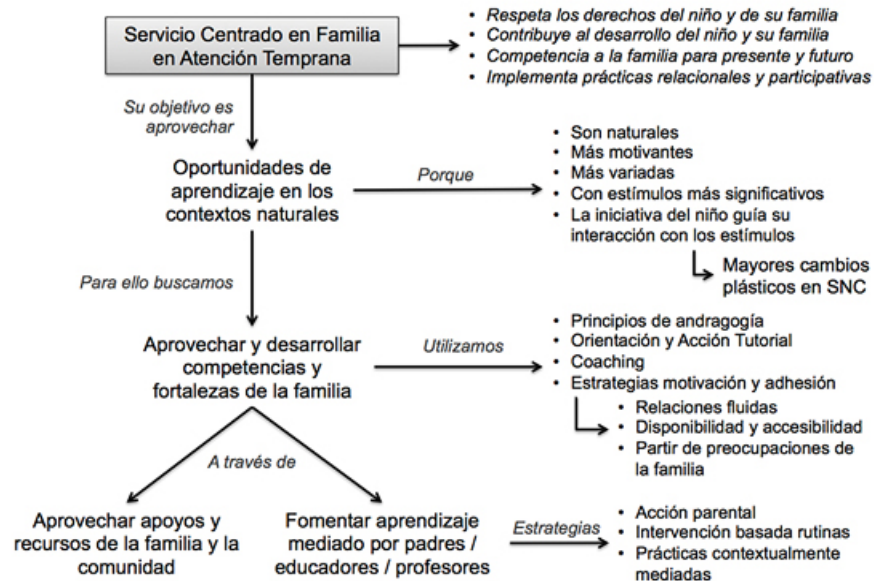 Servicio Centrado en Familia
en Atención Temprana
• Respeta los derechos del niño y de su familia
• Contribuye al desarrollo del niño y su familia
• Competencia a la familia para presente y futuro
• Implementa prácticas relacionales y participativas
Su objetivo es
aprovechar
Oportunidades de
aprendizaje en los
contextos naturales
Porque
• Son naturales
• Más motivantes
• Más variadas
• Con estímulos más significativos
• La iniciativa del niño guía su
interacción con los estímulos
Mayores cambios
plásticos en SNC
Para ello buscamos
Aprovechar y desarrollar
competencias y
fortalezas de la familia
Utilizamos
• Principios de andragogía
• Orientación y Acción Tutorial
• Coaching
• Estrategias motivación y adhesión
• Relaciones fluidas
• Disponibilidad y accesibilidad
• Partir de preocupaciones de
la familia
A través de
Aprovechar apoyos y
recursos de la familia y la
comunidad
Fomentar aprendizaje
mediado por padres /
educadores / profesores
Estrategias
• Acción parental
• Intervención basada rutinas
• Prácticas contextualmente
mediadas